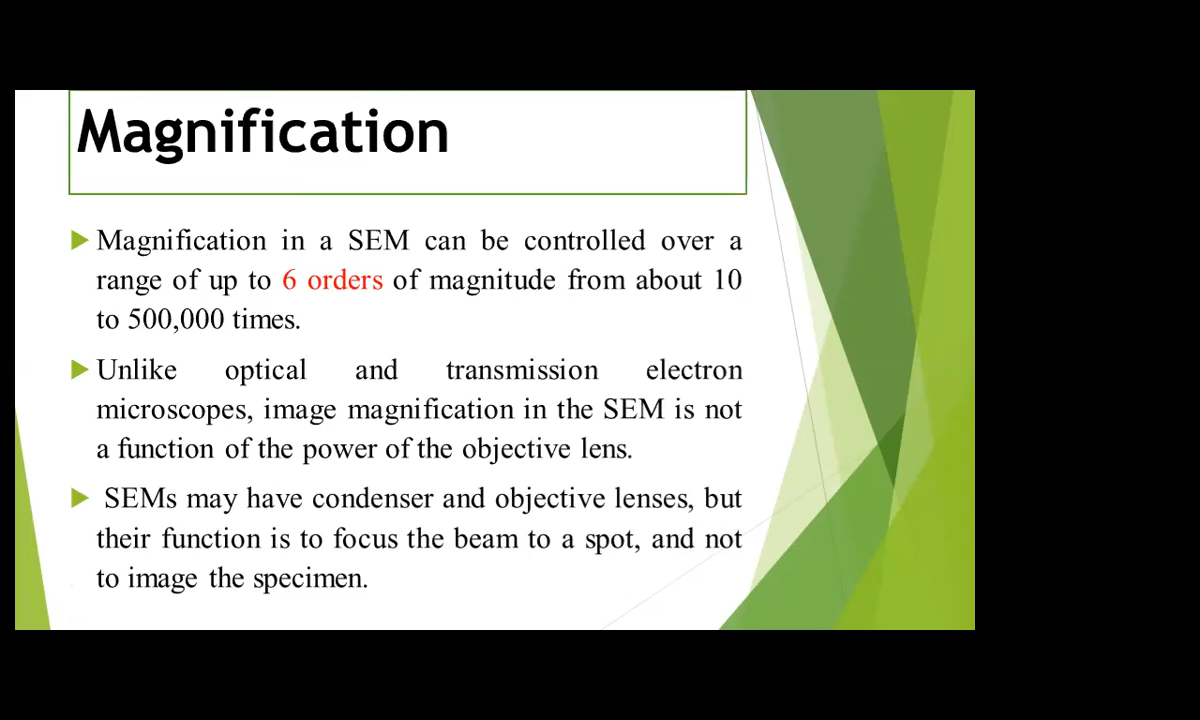 Magnification
Magnification in a SEM can be controlled over a
range of up to 6 orders of magnitude from about 10
to 500,000 times.
Unlike optical and transmission electron
microscopes, image magnification in the SEM is not
a function of the power of the objective lens.
SEMs may have condenser and objective lenses, but
their function is to focus the beam to a spot, and not
to image the specimen.